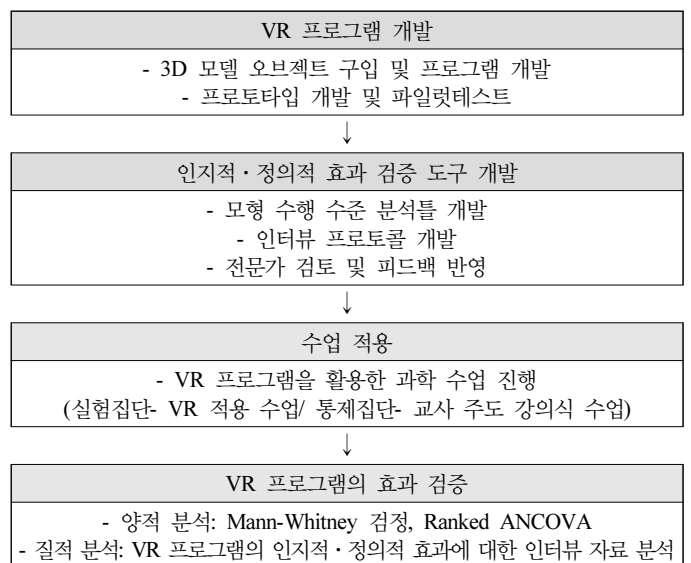 VR 프로그램 개발
- 3D 모델 오브젝트 구입 및 프로그램 개발
- 프로토타입 개발 및 파일럿테스트
↓
인지적・정의적 효과 검증 도구 개발
- 모형 수행 수준 분석틀 개발
- 인터뷰 프로토콜 개발
- 전문가 검토 및 피드백 반영
↓
수업 적용
- VR 프로그램을 활용한 과학 수업 진행
(실험집단- VR 적용 수업/ 통제집단- 교사 주도 강의식 수업)
↓
VR 프로그램의 효과 검증
- 양적 분석: Mann-Whitney 검정, Ranked ANCOVA
- 질적 분석: VR 프로그램의 인지적・정의적 효과에 대한 인터뷰 자료 분석